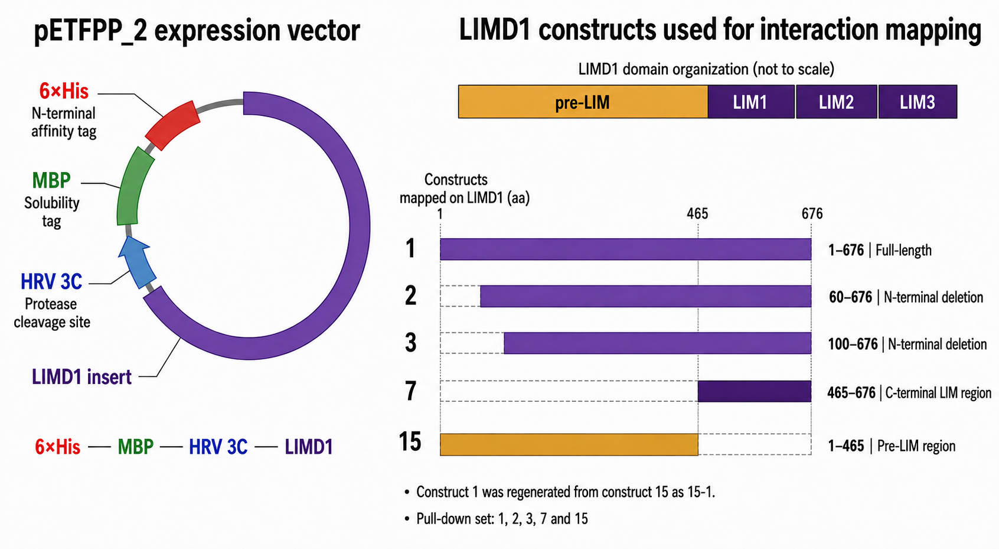 pETFPP_2 expression vector
6×His
N-terminal
affinity tag
MBP
Solubility
tag
HRV 3C
Protease
cleavage site
LIMD1 insert
6×His — MBP — HRV 3C — LIMD1
LIMD1 constructs used for interaction mapping
LIMD1 domain organization (not to scale)
pre-LIM LIM1 LIM2 LIM3
Constructs
mapped on LIMD1 (aa)
1 465 676
1 1–676 | Full-length
2 60–676 | N-terminal deletion
3 100–676 | N-terminal deletion
7 465–676 | C-terminal LIM region
15 1–465 | Pre-LIM region
• Construct 1 was regenerated from construct 15 as 15-1.
• Pull-down set: 1, 2, 3, 7 and 15